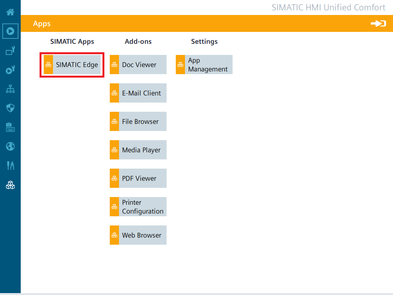 SIMATIC HMI Unified Comfort
Apps
SIMATIC Apps
Add-ons
Settings
SIMATIC Edge
Doc Viewer
App
Management
E-Mail Client
File Browser
Media Player
PDF Viewer
Printer
Configuration
Web Browser